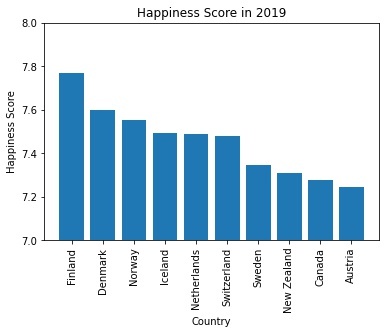 Happiness Score in 2019
8.0
7.8
7.6
7.4
7.2
7.0
Happiness Score
Finland
Denmark
Norway
Iceland
Netherlands
Switzerland
Sweden
New Zealand
Canada
Austria
Country